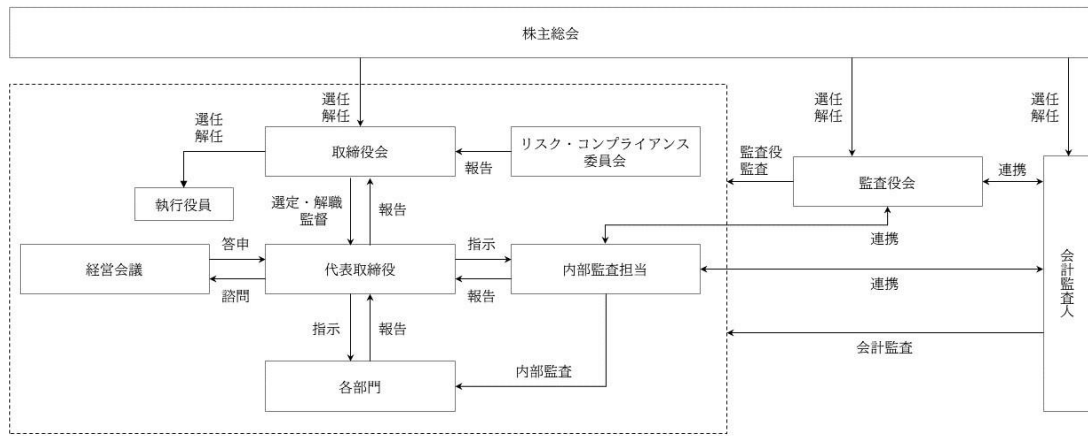 株主総会
選任
解任
選任
解任
選任
解任
選任
解任
取締役会
報告
リスク・コンプライアンス
委員会
監査役
監査
監査役会
連携
執行役員
選定・解職
監督
報告
連携
経営会議
答申
諮問
代表取締役
指示
報告
内部監査担当
連携
会計監査人
指示
報告
会計監査
各部門
内部監査